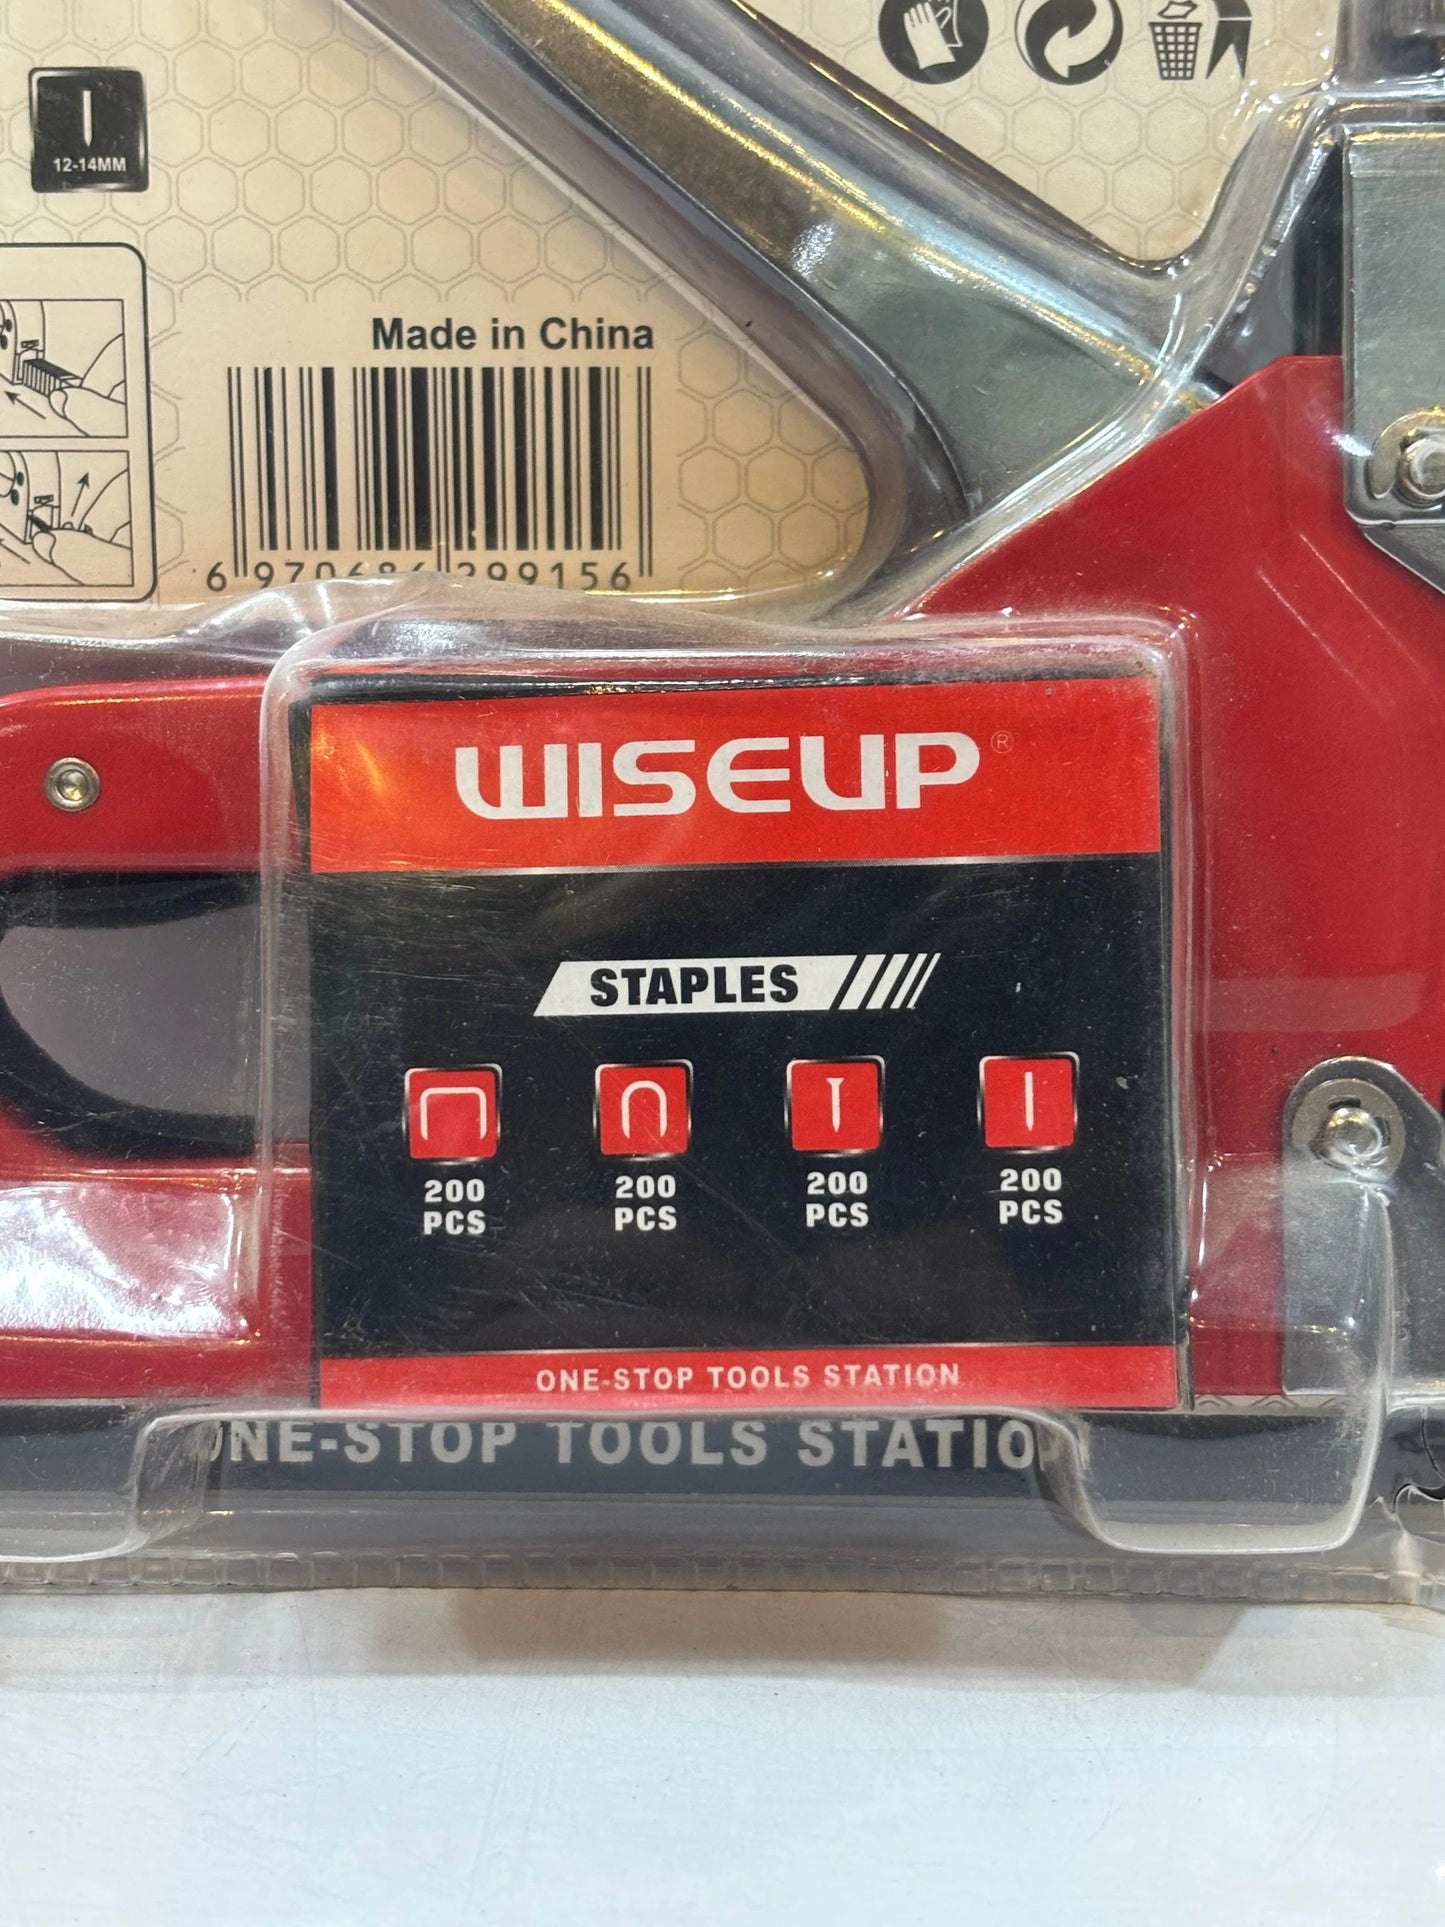 12-14MM
Made in China
6 970686 299156
WISEUP®
STAPLES
200 PCS
200 PCS
200 PCS
200 PCS
ONE-STOP TOOLS STATION
ONE-STOP TOOLS STATION